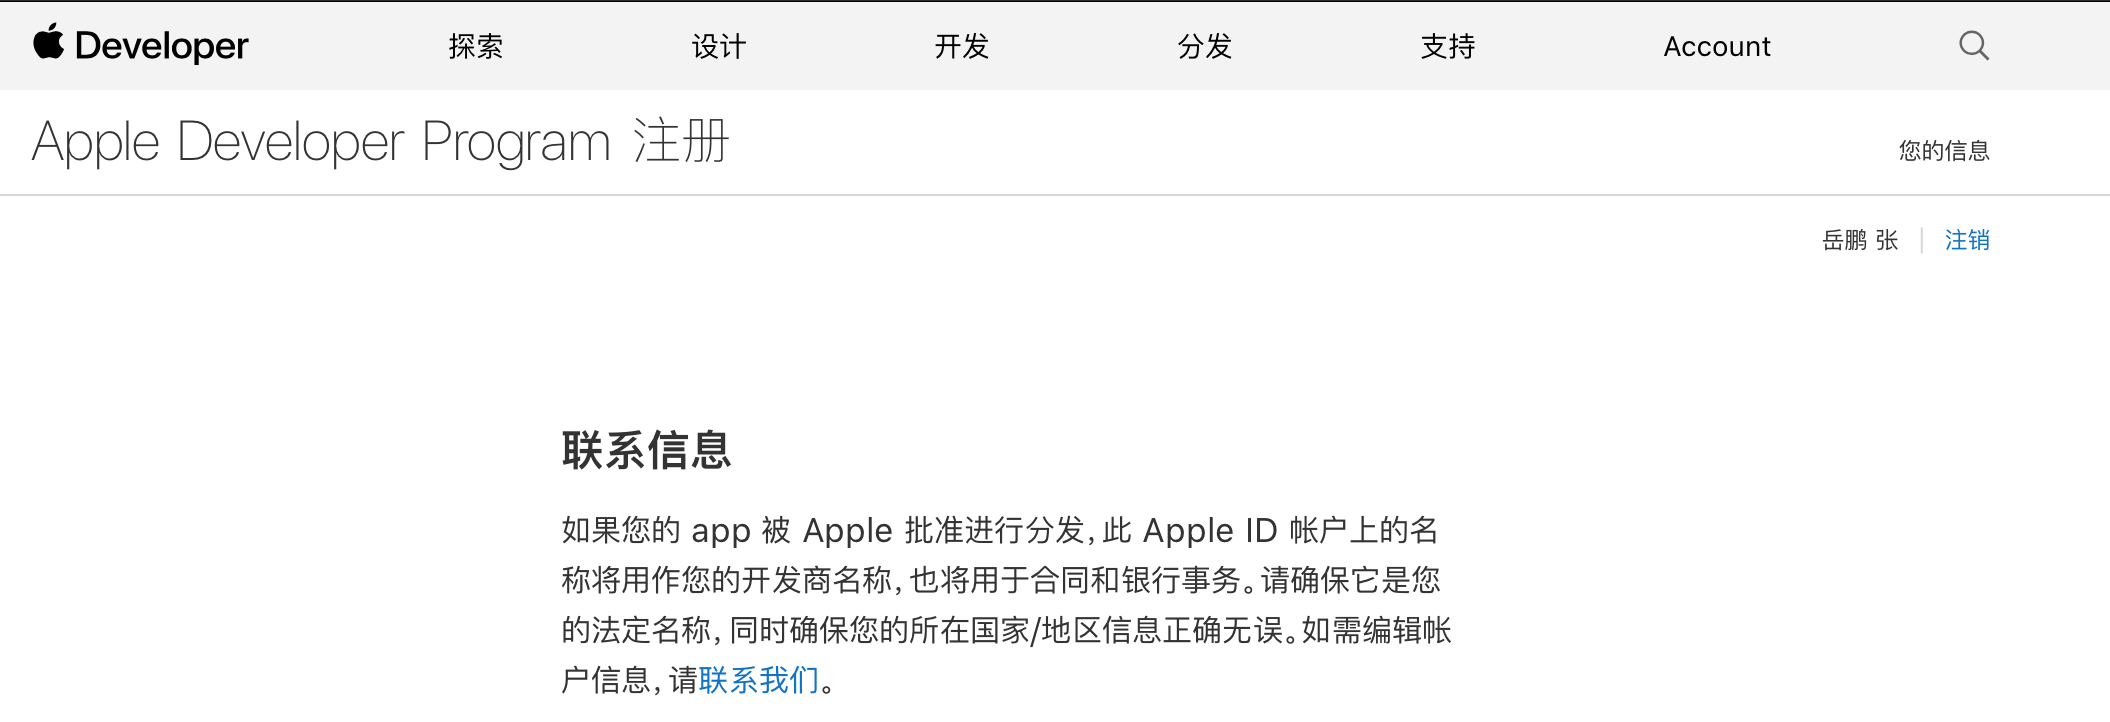 Developer 探索 设计 开发 分发 支持 Account
Apple Developer Program 注册 您的信息
岳鹏 张 | 注销
联系信息
如果您的 app 被 Apple 批准进行分发，此 Apple ID 帐户上的名
称将用作您的开发商名称，也将用于合同和银行事务。请确保它是您
的法定名称，同时确保您的所在国家/地区信息正确无误。如需编辑帐
户信息，请联系我们。